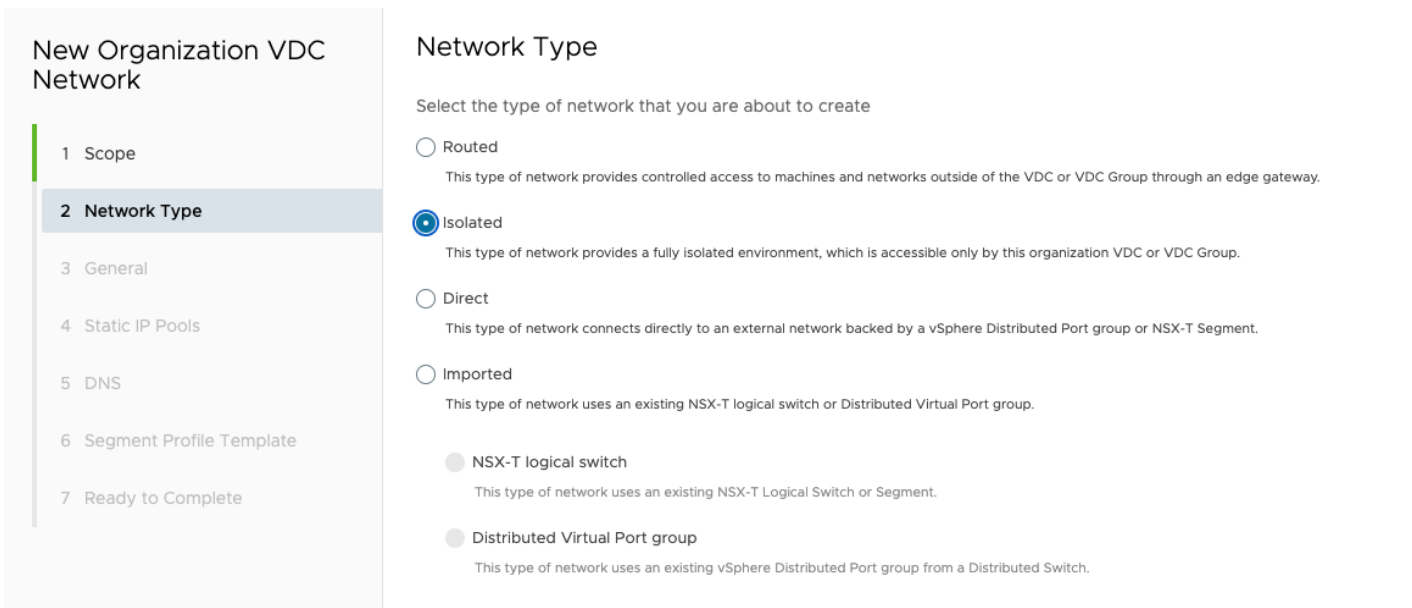 New Organization VDC
Network
1 Scope
2 Network Type
3 General
4 Static IP Pools
5 DNS
6 Segment Profile Template
7 Ready to Complete
Network Type
Select the type of network that you are about to create
Routed
This type of network provides controlled access to machines and networks outside of the VDC or VDC Group through an edge gateway.
Isolated
This type of network provides a fully isolated environment, which is accessible only by this organization VDC or VDC Group.
Direct
This type of network connects directly to an external network backed by a vSphere Distributed Port group or NSX-T Segment.
Imported
This type of network uses an existing NSX-T logical switch or Distributed Virtual Port group.
NSX-T logical switch
This type of network uses an existing NSX-T Logical Switch or Segment.
Distributed Virtual Port group
This type of network uses an existing vSphere Distributed Port group from a Distributed Switch.